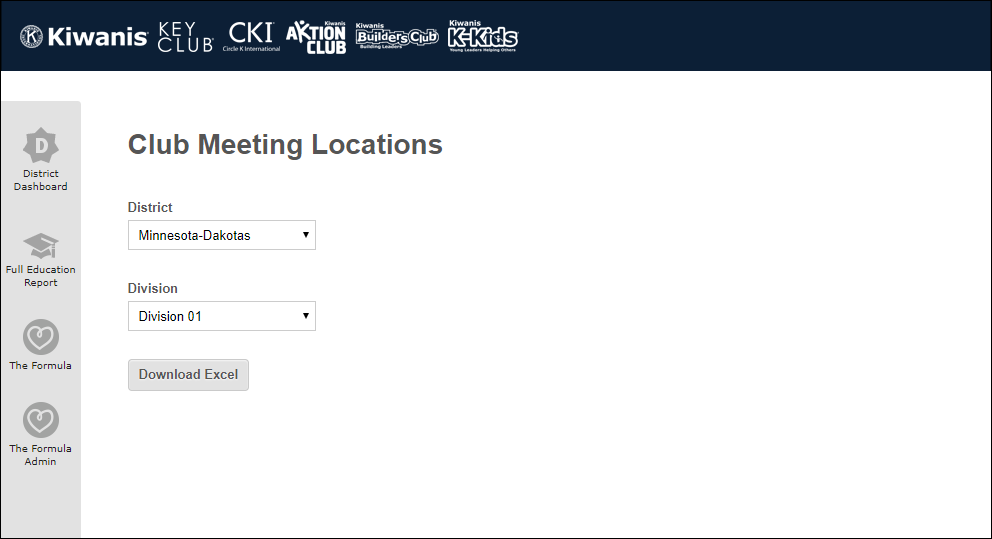 Kiwanis
KEY
CLUB
CKI
Circle K International
Kiwanis
AKTION
CLUB
Kiwanis
Builders Club
Building Leaders
Kiwanis
K-Kids
Young Leaders Helping Others
D
District
Dashboard
Full Education
Report
The Formula
The Formula
Admin
Club Meeting Locations
District
Minnesota-Dakotas
Division
Division 01
Download Excel